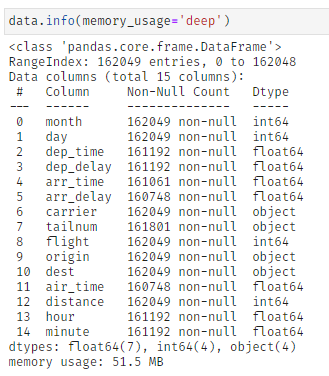 data.info(memory_usage='deep')
<class 'pandas.core.frame.DataFrame'>
RangeIndex: 162049 entries, 0 to 162048
Data columns (total 15 columns):
 #   Column     Non-Null Count   Dtype
---  ------     --------------   -----
 0   month      162049 non-null  int64
 1   day        162049 non-null  int64
 2   dep_time   161192 non-null  float64
 3   dep_delay  161192 non-null  float64
 4   arr_time   161061 non-null  float64
 5   arr_delay  160748 non-null  float64
 6   carrier    162049 non-null  object
 7   tailnum    161801 non-null  object
 8   flight     162049 non-null  int64
 9   origin     162049 non-null  object
 10  dest       162049 non-null  object
 11  air_time   160748 non-null  float64
 12  distance   162049 non-null  int64
 13  hour       161192 non-null  float64
 14  minute     161192 non-null  float64
dtypes: float64(7), int64(4), object(4)
memory usage: 51.5 MB